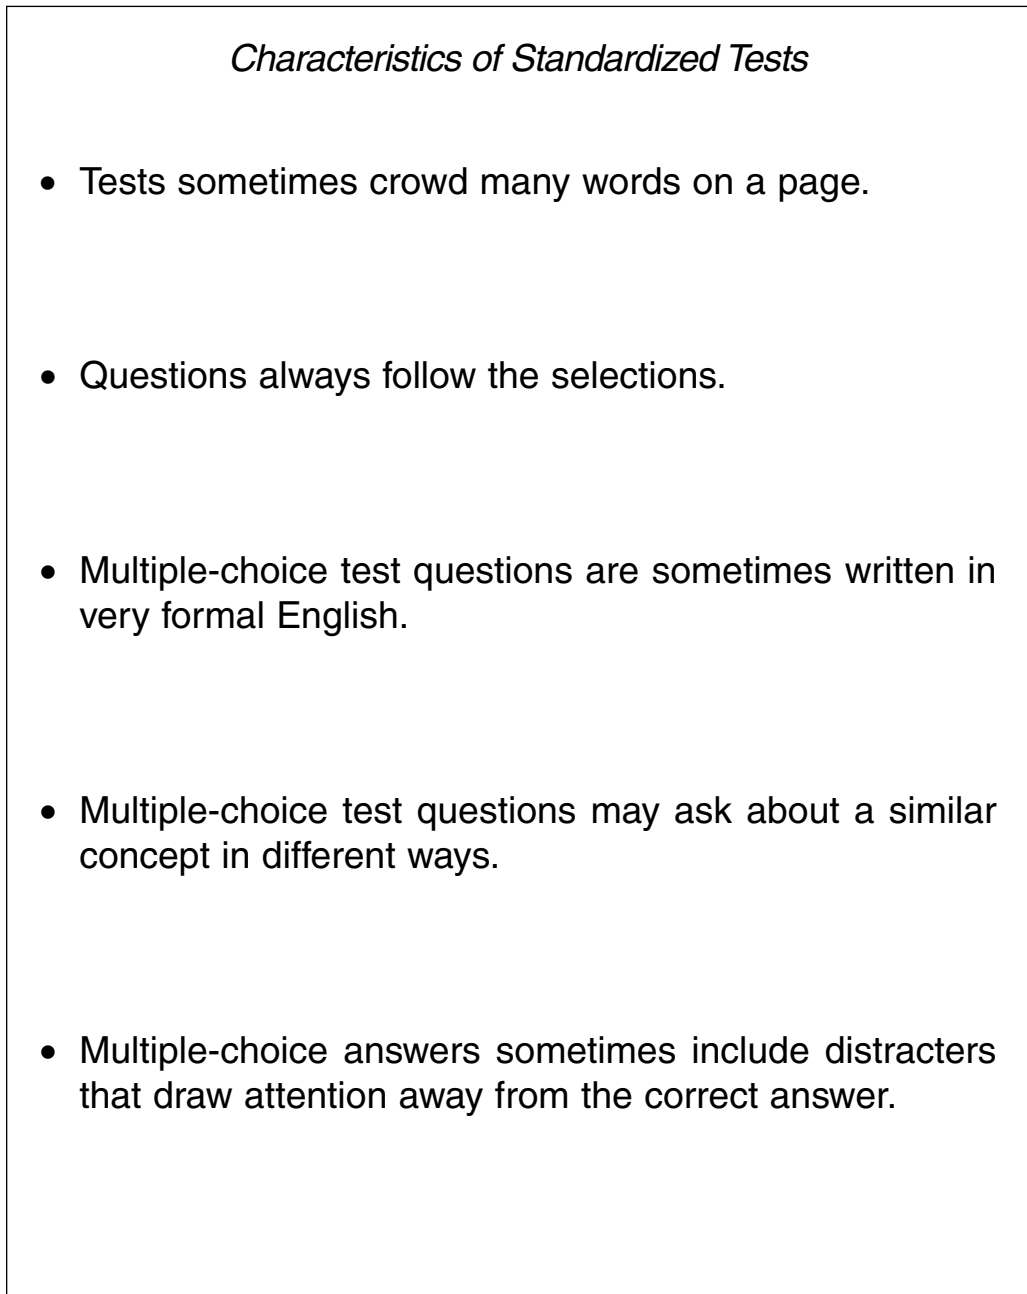 Characteristics of Standardized Tests
• Tests sometimes crowd many words on a page.
• Questions always follow the selections.
• Multiple-choice test questions are sometimes written in
very formal English.
• Multiple-choice test questions may ask about a similar
concept in different ways.
• Multiple-choice answers sometimes include distracters
that draw attention away from the correct answer.